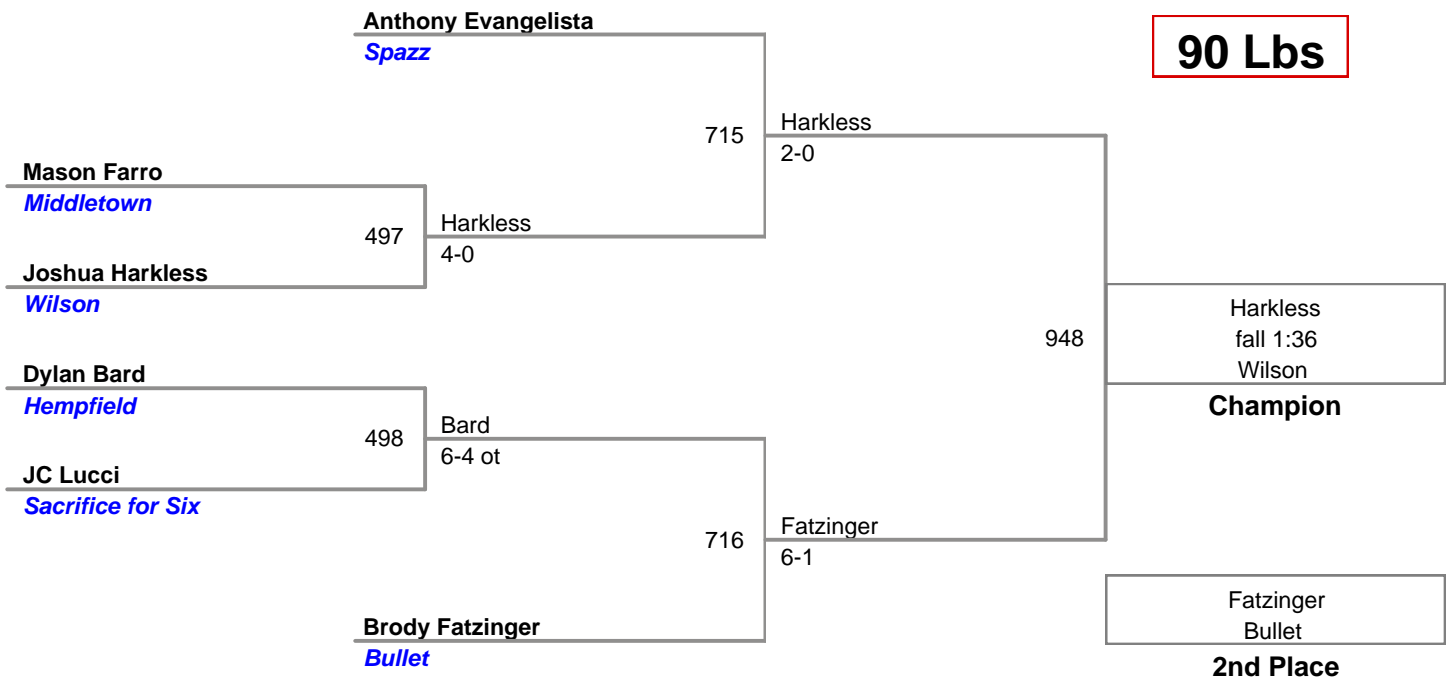 Anthony Evangelista
Spazz
90 Lbs
715
Harkless
2-0
Mason Farro
Middletown
497
Harkless
4-0
Joshua Harkless
Wilson
948
Harkless
fall 1:36
Wilson
Champion
Dylan Bard
Hempfield
498
Bard
6-4 ot
JC Lucci
Sacrifice for Six
716
Fatzinger
6-1
Brody Fatzinger
Bullet
Fatzinger
Bullet
2nd Place